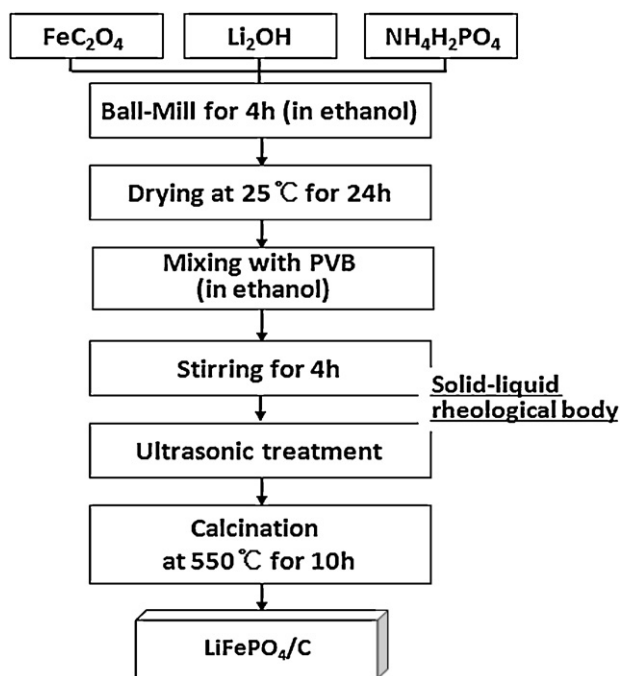 FeC₂O₄
Li₂OH
NH₄H₂PO₄
Ball-Mill for 4h (in ethanol)
Drying at 25℃ for 24h
Mixing with PVB
(in ethanol)
Stirring for 4h
Solid-liquid
rheological body
Ultrasonic treatment
Calcination
at 550℃ for 10h
LiFePO₄/C